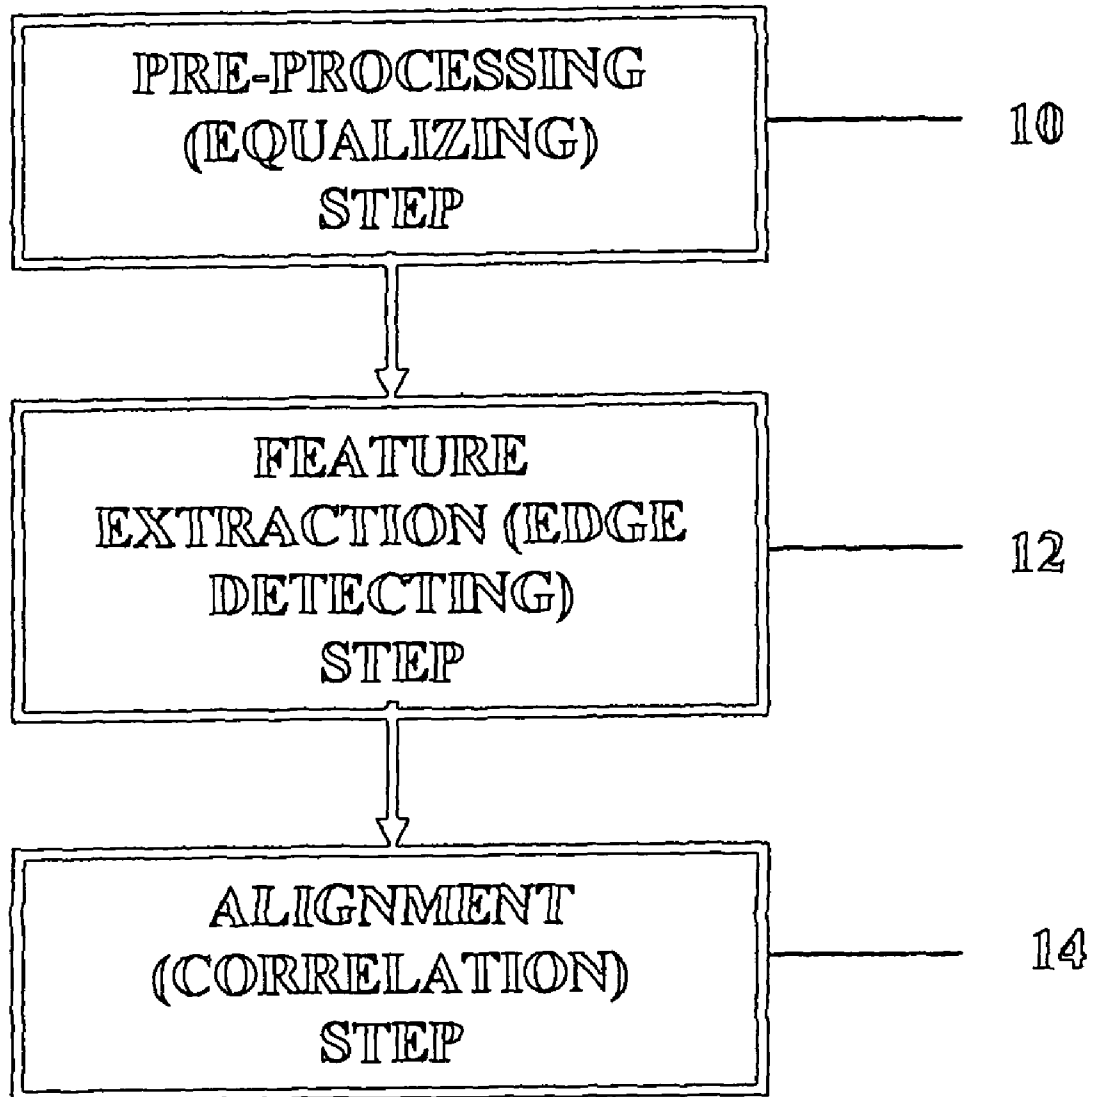 PRE-PROCESSING
(EQUALIZING)
STEP
10
FEATURE
EXTRACTION (EDGE
DETECTING)
STEP
12
ALIGNMENT
(CORRELATION)
STEP
14